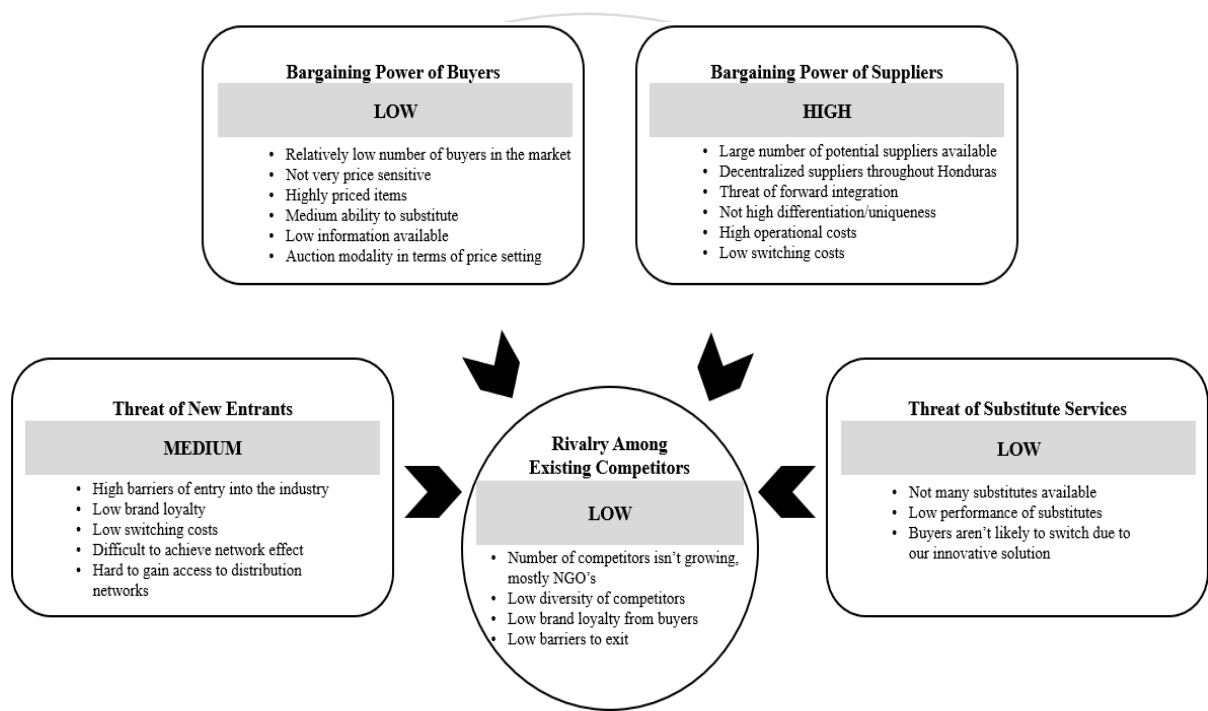 Bargaining Power of Buyers
LOW
• Relatively low number of buyers in the market
• Not very price sensitive
• Highly priced items
• Medium ability to substitute
• Low information available
• Auction modality in terms of price setting
Bargaining Power of Suppliers
HIGH
• Large number of potential suppliers available
• Decentralized suppliers throughout Honduras
• Threat of forward integration
• Not high differentiation/uniqueness
• High operational costs
• Low switching costs
Threat of New Entrants
MEDIUM
• High barriers of entry into the industry
• Low brand loyalty
• Low switching costs
• Difficult to achieve network effect
• Hard to gain access to distribution
networks
Rivalry Among
Existing Competitors
LOW
• Number of competitors isn’t growing,
mostly NGO’s
• Low diversity of competitors
• Low brand loyalty from buyers
• Low barriers to exit
Threat of Substitute Services
LOW
• Not many substitutes available
• Low performance of substitutes
• Buyers aren’t likely to switch due to
our innovative solution